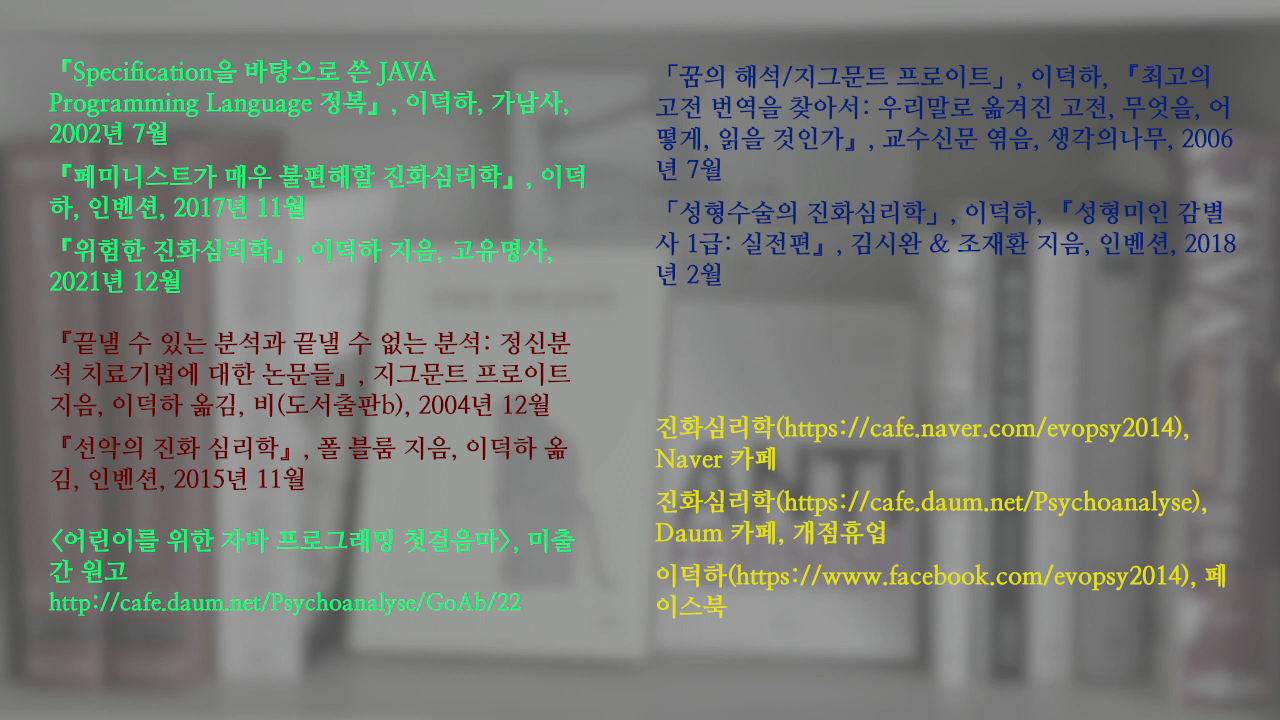 『Specification을 바탕으로 쓴 JAVA
Programming Language 정복』, 이덕하, 가남사,
2002년 7월
『페미니스트가 매우 불편해할 진화심리학』, 이덕
하, 인벤션, 2017년 11월
『위험한 진화심리학』, 이덕하 지음, 고유명사,
2021년 12월
『끝낼 수 있는 분석과 끝낼 수 없는 분석: 정신분
석 치료기법에 대한 논문들』, 지그문트 프로이트
지음, 이덕하 옮김, 비(도서출판b), 2004년 12월
『선악의 진화 심리학』, 폴 블룸 지음, 이덕하 옮
김, 인벤션, 2015년 11월
<어린이를 위한 자바 프로그래밍 첫걸음마>, 미출
간 원고
http://cafe.daum.net/Psychoanalyse/GoAb/22
「꿈의 해석/지그문트 프로이트」, 이덕하, 『최고의
고전 번역을 찾아서: 우리말로 옮겨진 고전, 무엇을, 어
떻게, 읽을 것인가』, 교수신문 엮음, 생각의나무, 2006
년 7월
「성형수술의 진화심리학」, 이덕하, 『성형미인 감별
사 1급: 실전편』, 김시완 & 조재환 지음, 인벤션, 2018
년 2월
진화심리학(https://cafe.naver.com/evopsy2014),
Naver 카페
진화심리학(https://cafe.daum.net/Psychoanalyse),
Daum 카페, 개점휴업
이덕하(https://www.facebook.com/evopsy2014), 페
이스북